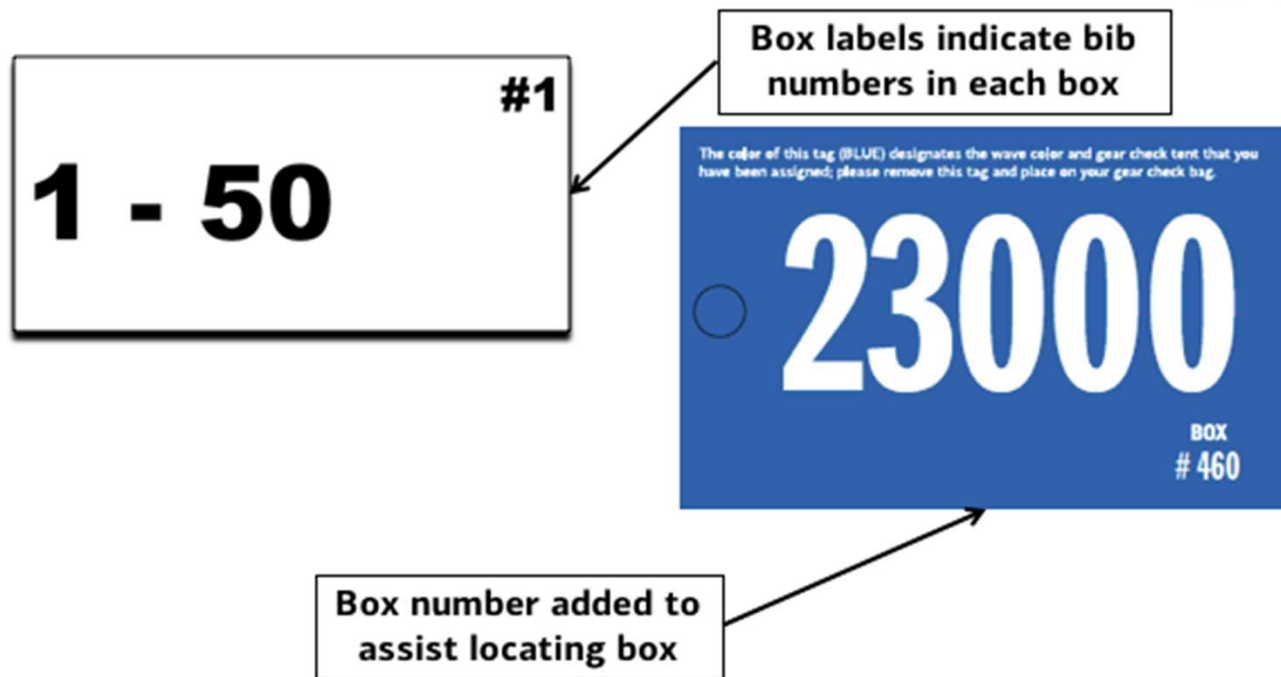 Box labels indicate bib
numbers in each box
#1
1 - 50
The color of this tag (BLUE) designates the wave color and gear check tent that you
have been assigned; please remove this tag and place on your gear check bag.
23000
BOX
# 460
Box number added to
assist locating box